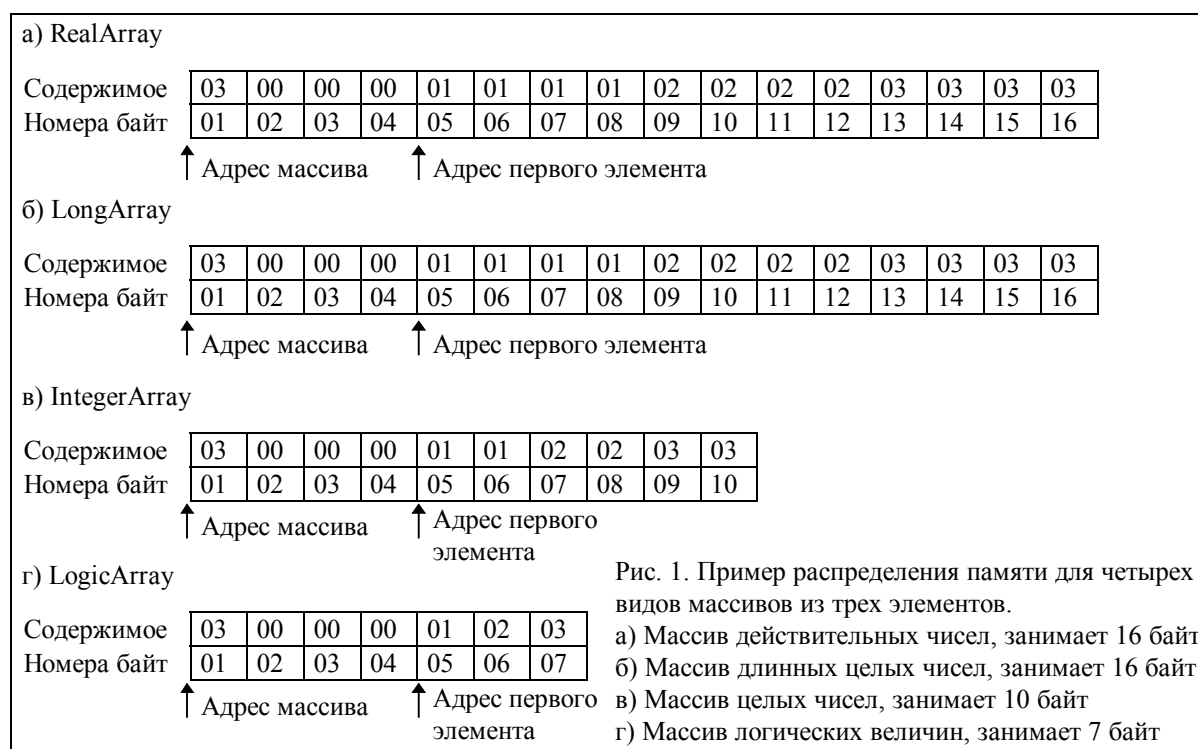 а) RealArray
Содержимое 03 00 00 00 01 01 01 01 02 02 02 02 03 03 03 03
Номера байт 01 02 03 04 05 06 07 08 09 10 11 12 13 14 15 16
Адрес массива Адрес первого элемента
б) LongArray
Содержимое 03 00 00 00 01 01 01 01 02 02 02 02 03 03 03 03
Номера байт 01 02 03 04 05 06 07 08 09 10 11 12 13 14 15 16
Адрес массива Адрес первого элемента
в) IntegerArray
Содержимое 03 00 00 00 01 01 02 02 03 03
Номера байт 01 02 03 04 05 06 07 08 09 10
Адрес массива Адрес первого
элемента
г) LogicArray
Содержимое 03 00 00 00 01 02 03
Номера байт 01 02 03 04 05 06 07
Адрес массива Адрес первого
элемента
Рис. 1. Пример распределения памяти для четырех
видов массивов из трех элементов.
а) Массив действительных чисел, занимает 16 байт
б) Массив длинных целых чисел, занимает 16 байт
в) Массив целых чисел, занимает 10 байт
г) Массив логических величин, занимает 7 байт